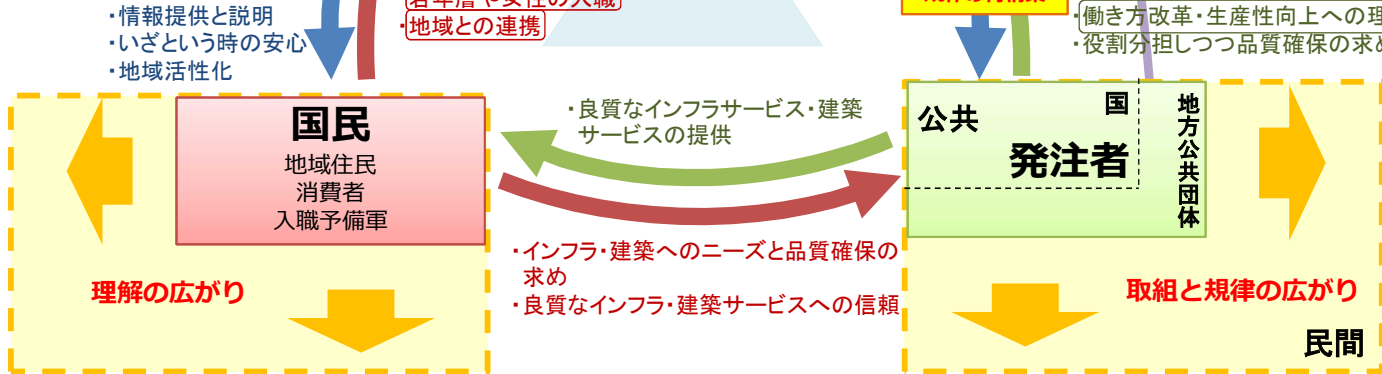 ・情報提供と説明
・いざという時の安心
・地域活性化
・地域との連携
・働き方改革・生産性向上への理
・役割分担しつつ品質確保の求め
国民
地域住民
消費者
入職予備軍
理解の広がり
・良質なインフラサービス・建築
サービスの提供
・インフラ・建築へのニーズと品質確保の
求め
・良質なインフラ・建築サービスへの信頼
公共
国
地方公共団体
発注者
取組と規律の広がり
民間